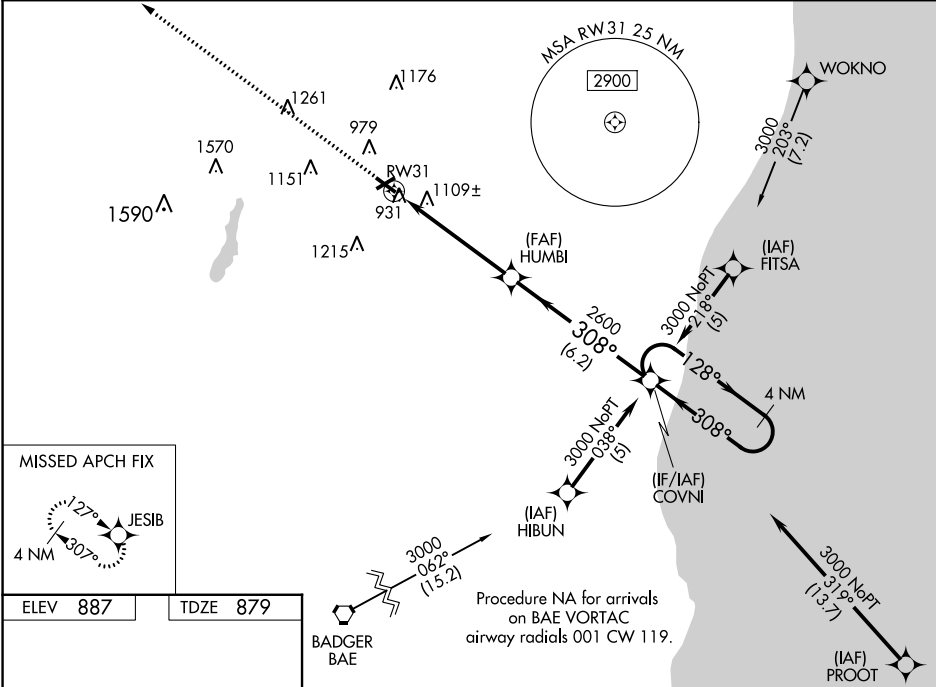 MSA RW31 25 NM
2900
WOKNO
3000
203°
(7.2)
1176
1261
979
1570
1151
RW31
1590
931
1109±
1215
(FAF)
HUMBI
(IAF)
FITSA
3000 NoPT
218°
(5)
2600
308°
(6.2)
128°
4 NM
308°
3000 NoPT
038°
(5)
(IF/IAF)
COVNI
(IAF)
HIBUN
MISSED APCH FIX
127°
JESIB
4 NM
307°
3000
062°
(15.2)
3000 NoPT
319°
(13.7)
ELEV 887
TDZE 879
BADGER
BAE
Procedure NA for arrivals
on BAE VORTAC
airway radials 001 CW 119.
(IAF)
PROOT